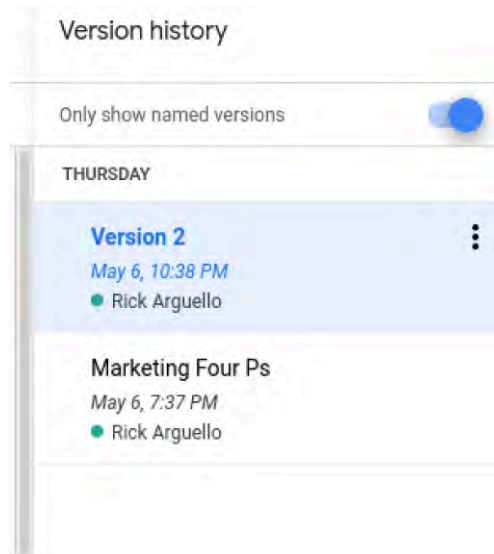 Version history
Only show named versions
THURSDAY
Version 2
May 6, 10:38 PM
Rick Arguello
Marketing Four Ps
May 6, 7:37 PM
Rick Arguello